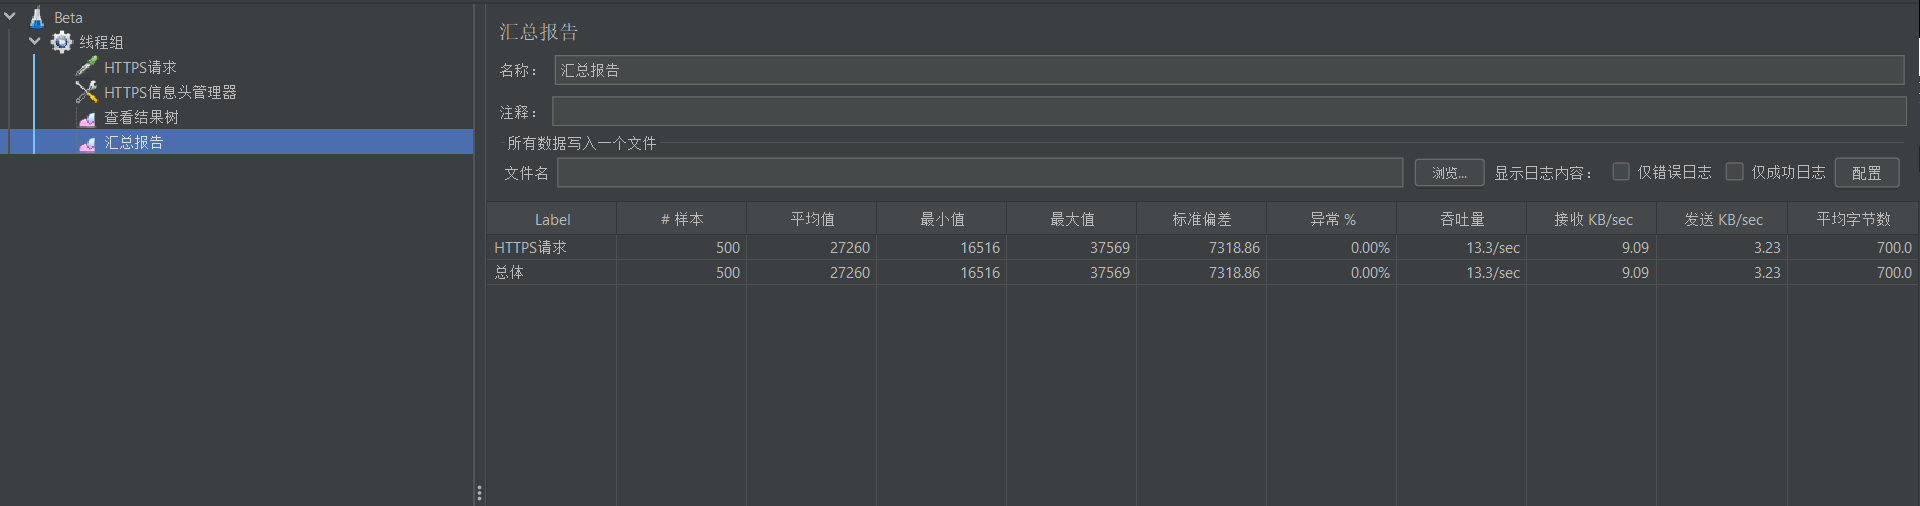 Beta
线程组
HTTPS请求
HTTPS信息头管理器
查看结果树
汇总报告
汇总报告
名称： 汇总报告
注释：
所有数据写入一个文件
文件名 浏览... 显示日志内容： 仅错误日志 仅成功日志 配置
Label # 样本 平均值 最小值 最大值 标准偏差 异常 % 吞吐量 接收 KB/sec 发送 KB/sec 平均字节数
HTTPS请求 500 27260 16516 37569 7318.86 0.00% 13.3/sec 9.09 3.23 700.0
总体 500 27260 16516 37569 7318.86 0.00% 13.3/sec 9.09 3.23 700.0